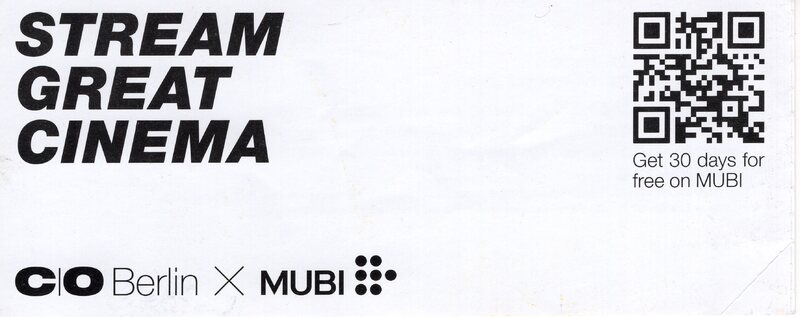 STREAM
GREAT
CINEMA
Get 30 days for
free on MUBI
C|O Berlin X MUBI